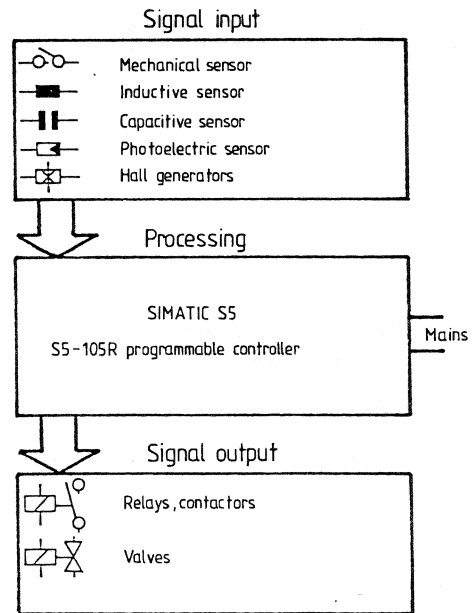 Signal input
Mechanical sensor
Inductive sensor
Capacitive sensor
Photoelectric sensor
Hall generators
Processing
SIMATIC S5
S5-105R programmable controller
Mains
Signal output
Relays, contactors
Valves